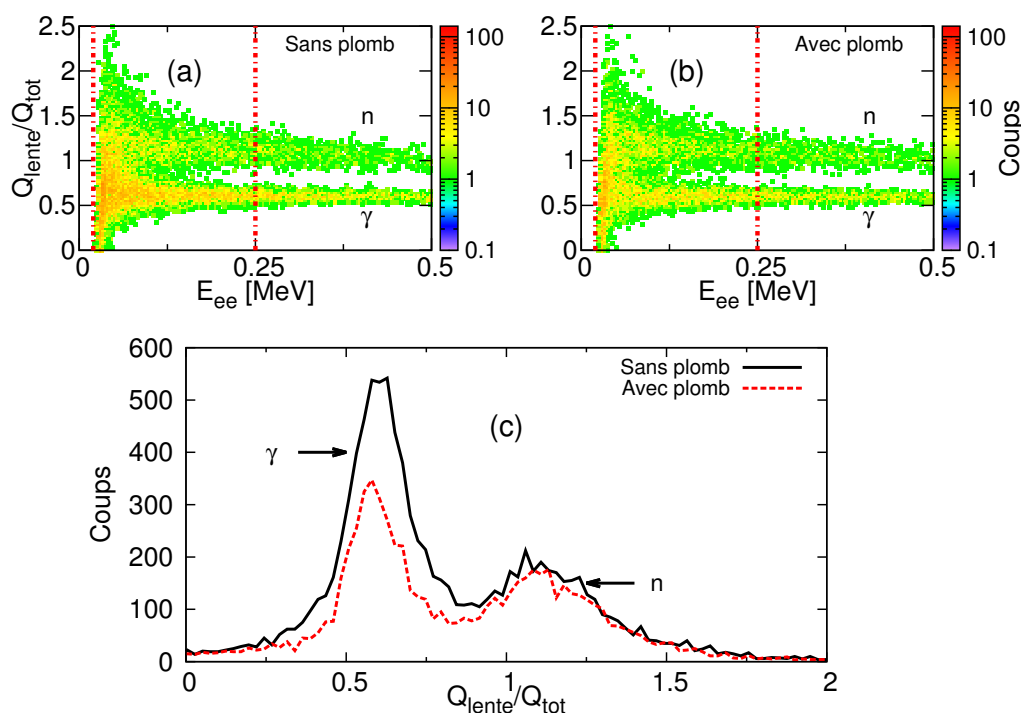 Sans plomb
(a)
n
γ
Q_lente/Q_tot
2.5
2
1.5
1
0.5
0
0 0.25 0.5
E_ee [MeV]
100
10
1
0.1
Avec plomb
(b)
n
γ
2.5
2
1.5
1
0.5
0
0 0.25 0.5
E_ee [MeV]
100
10
1
0.1
Coups
600
500
400
300
200
100
0
Coups
Sans plomb
Avec plomb
(c)
γ
n
0 0.5 1 1.5 2
Q_lente/Q_tot